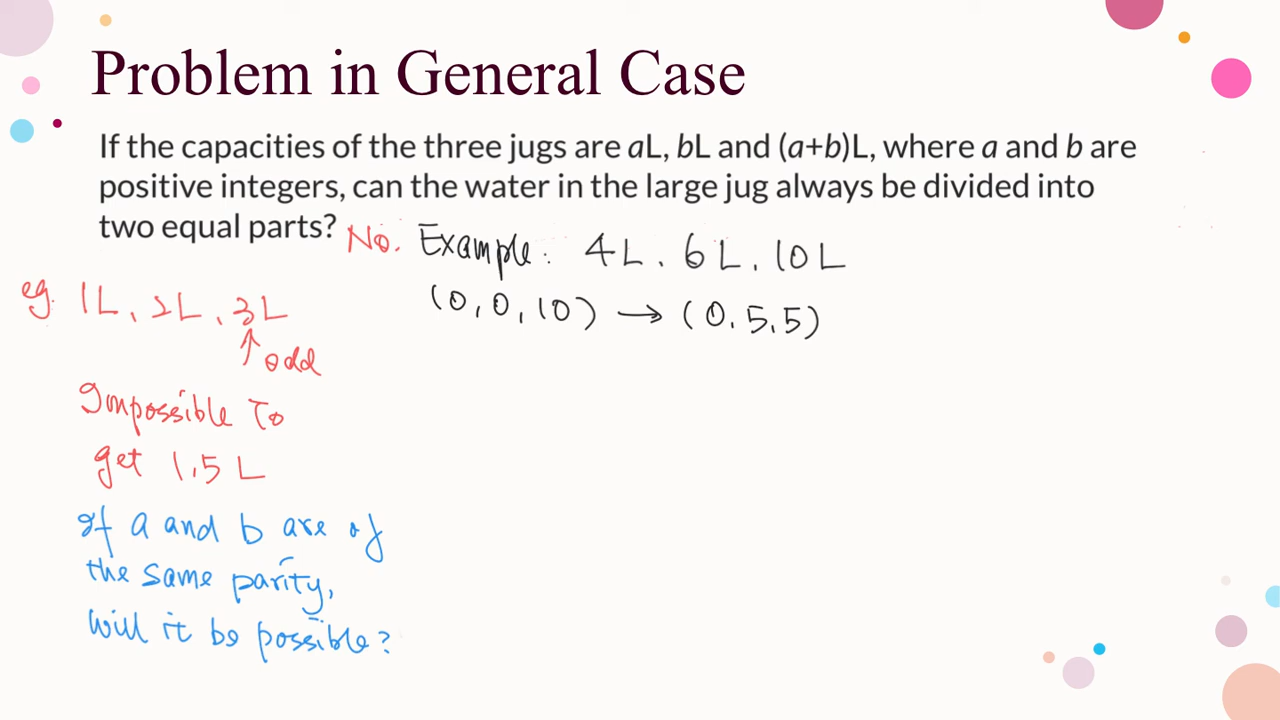 Problem in General Case
If the capacities of the three jugs are aL, bL and (a+b)L, where a and b are
positive integers, can the water in the large jug always be divided into
two equal parts? No. Example: 4L, 6L, 10L
(0, 0, 10) → (0, 5, 5)
eg. 1L, 2L, 3L
↑ odd
Impossible to
get 1.5 L
If a and b are of
the same parity,
will it be possible?